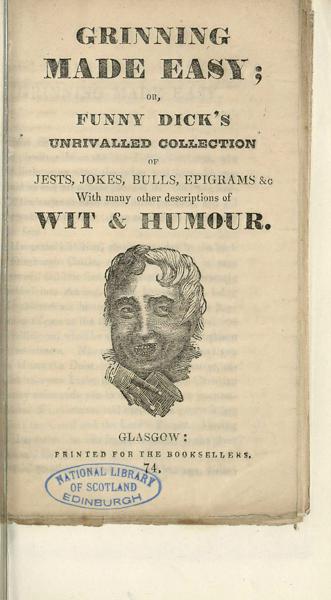 GRINNING
MADE EASY;
OR,
FUNNY DICK'S
UNRIVALLED COLLECTION
OF
JESTS, JOKES, BULLS, EPIGRAMS &c
With many other descriptions of
WIT & HUMOUR.
GLASGOW:
PRINTED FOR THE BOOKSELLERS.
74.
NATIONAL LIBRARY
OF SCOTLAND
EDINBURGH